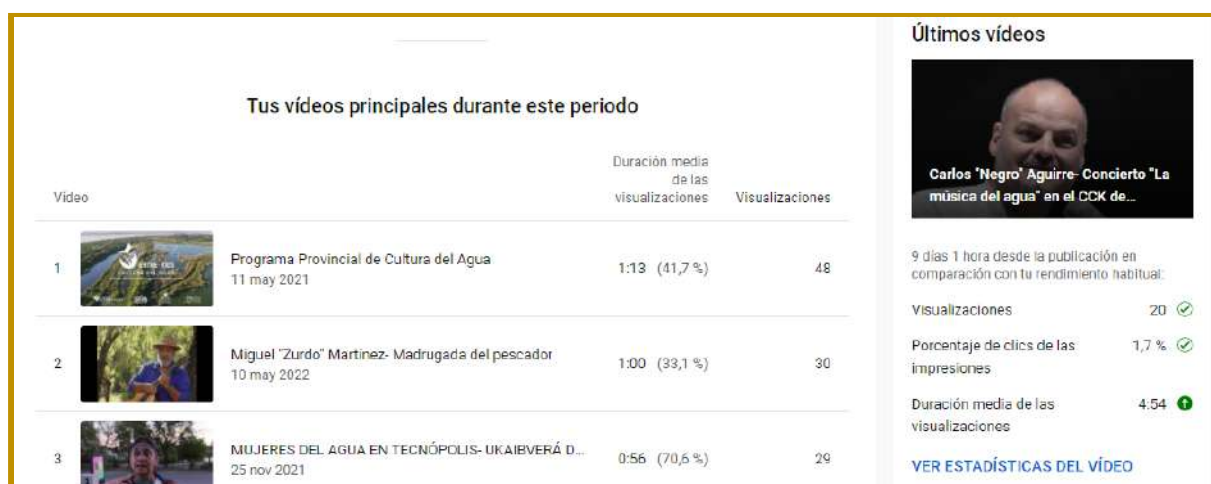 Tus vídeos principales durante este periodo
Vídeo
Duración media
de las
visualizaciones
Visualizaciones
1
Programa Provincial de Cultura del Agua
11 may 2021
1:13 (41,7 %)
48
2
Miguel "Zurdo" Martínez- Madrugada del pescador
10 may 2022
1:00 (33,1 %)
30
3
MUJERES DEL AGUA EN TECNÓPOLIS- UKAIBVERÁ D...
25 nov 2021
0:56 (70,6 %)
29
Últimos vídeos
Carlos "Negro" Aguirre- Concierto "La
música del agua" en el CCK de...
9 días 1 hora desde la publicación en
comparación con tu rendimiento habitual:
Visualizaciones
20
Porcentaje de clics de las
impresiones
1,7 %
Duración media de las
visualizaciones
4:54
VER ESTADÍSTICAS DEL VÍDEO